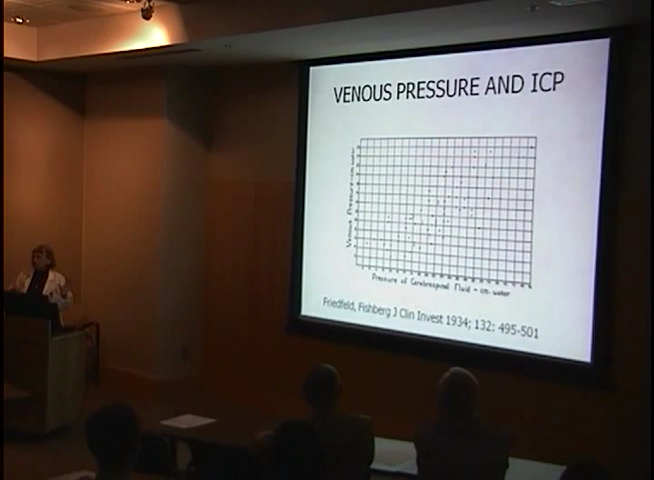 VENOUS PRESSURE AND ICP
Venous Pressure - cm. water
Pressure of Cerebrospinal Fluid - cm. water
Friedfeld, Fishberg J Clin Invest 1934; 132: 495-501